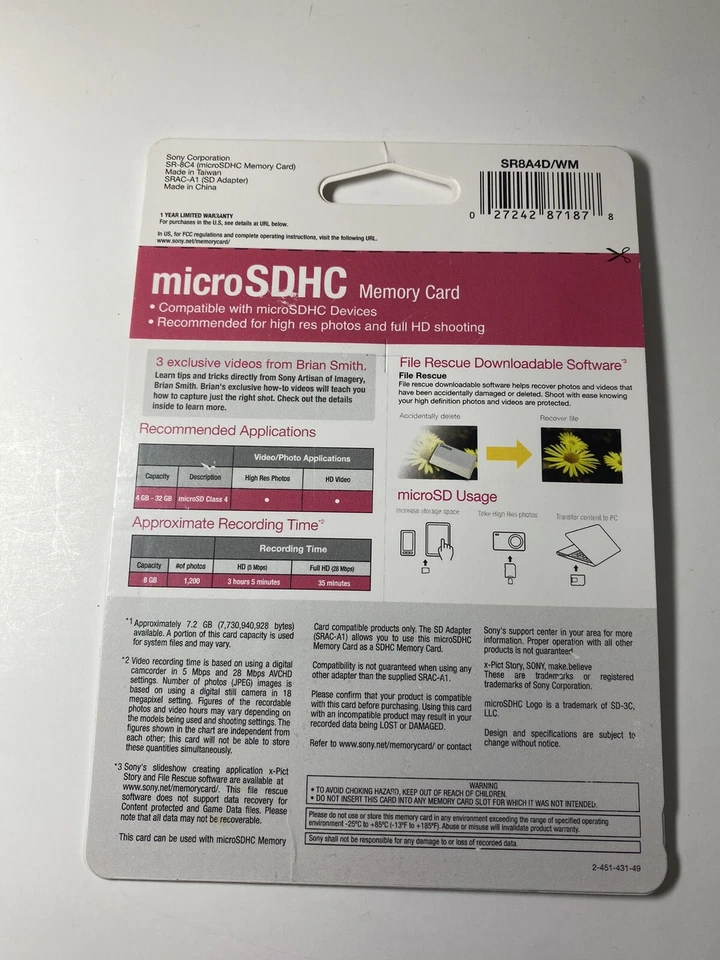 Sony Corporation
SR-8C4 (microSDHC Memory Card)
Made in Taiwan
SRAC-A1 (SD Adapter)
Made in China
1 YEAR LIMITED WARRANTY
For purchases in the U.S, see details at URL below.
In US, for FCC regulations and complete operating instructions, visit the following URL.
www.sony.net/memorycard/
SR8A4D/WM
0 27242 87187 8
microSDHC Memory Card
• Compatible with microSDHC Devices
• Recommended for high res photos and full HD shooting
3 exclusive videos from Brian Smith.
Learn tips and tricks directly from Sony Artisan of Imagery,
Brian Smith. Brian's exclusive how-to videos will teach you
how to capture just the right shot. Check out the details
inside to learn more.
Recommended Applications
Video/Photo Applications
Capacity Description High Res Photos HD Video
4 GB - 32 GB microSD Class 4 • •
Approximate Recording Time*2
Recording Time
Capacity #of photos HD (5 Mbps) Full HD (28 Mbps)
8 GB 1,200 3 hours 5 minutes 35 minutes
File Rescue Downloadable Software*3
File Rescue
File rescue downloadable software helps recover photos and videos that
have been accidentally damaged or deleted. Shoot with ease knowing
your high definition photos and videos are protected.
Accidentally delete Recover file
microSD Usage
Increase storage space Take High Res photos Transfer content to PC
*1 Approximately 7.2 GB (7,730,940,928 bytes)
available. A portion of this card capacity is used
for system files and may vary.
*2 Video recording time is based on using a digital
camcorder in 5 Mbps and 28 Mbps AVCHD
settings. Number of photos (JPEG) images is
based on using a digital still camera in 18
megapixel setting. Figures of the recordable
photos and video hours may vary depending on
the models being used and shooting settings. The
figures shown in the chart are independent from
each other; this card will not be able to store
these quantities simultaneously.
*3 Sony's slideshow creating application x-Pict
Story and File Rescue software are available at
www.sony.net/memorycard/. This file rescue
software does not support data recovery for
Content protected and Game Data files. Please
note that all data may not be recoverable.
This card can be used with microSDHC Memory
Card compatible products only. The SD Adapter
(SRAC-A1) allows you to use this microSDHC
Memory Card as a SDHC Memory Card.
Compatibility is not guaranteed when using any
other adapter than the supplied SRAC-A1.
Please confirm that your product is compatible
with this card before purchasing. Using this card
with an incompatible product may result in your
recorded data being LOST or DAMAGED.
Refer to www.sony.net/memorycard/ or contact
Sony's support center in your area for more
information. Proper operation with all other
products is not guaranteed.
x-Pict Story, SONY, make.believe
These are trademarks or registered
trademarks of Sony Corporation.
microSDHC Logo is a trademark of SD-3C,
LLC.
Design and specifications are subject to
change without notice.
WARNING
• TO AVOID CHOKING HAZARD, KEEP OUT OF REACH OF CHILDREN.
• DO NOT INSERT THIS CARD INTO ANY MEMORY CARD SLOT FOR WHICH IT WAS NOT INTENDED.
Please do not use or store this memory card in any environment exceeding the range of specified operating
environment -25ºC to +85ºC (-13ºF to +185ºF). Abuse or misuse will invalidate product warranty.
Sony shall not be responsible for any damage to or loss of recorded data.
2-451-431-49